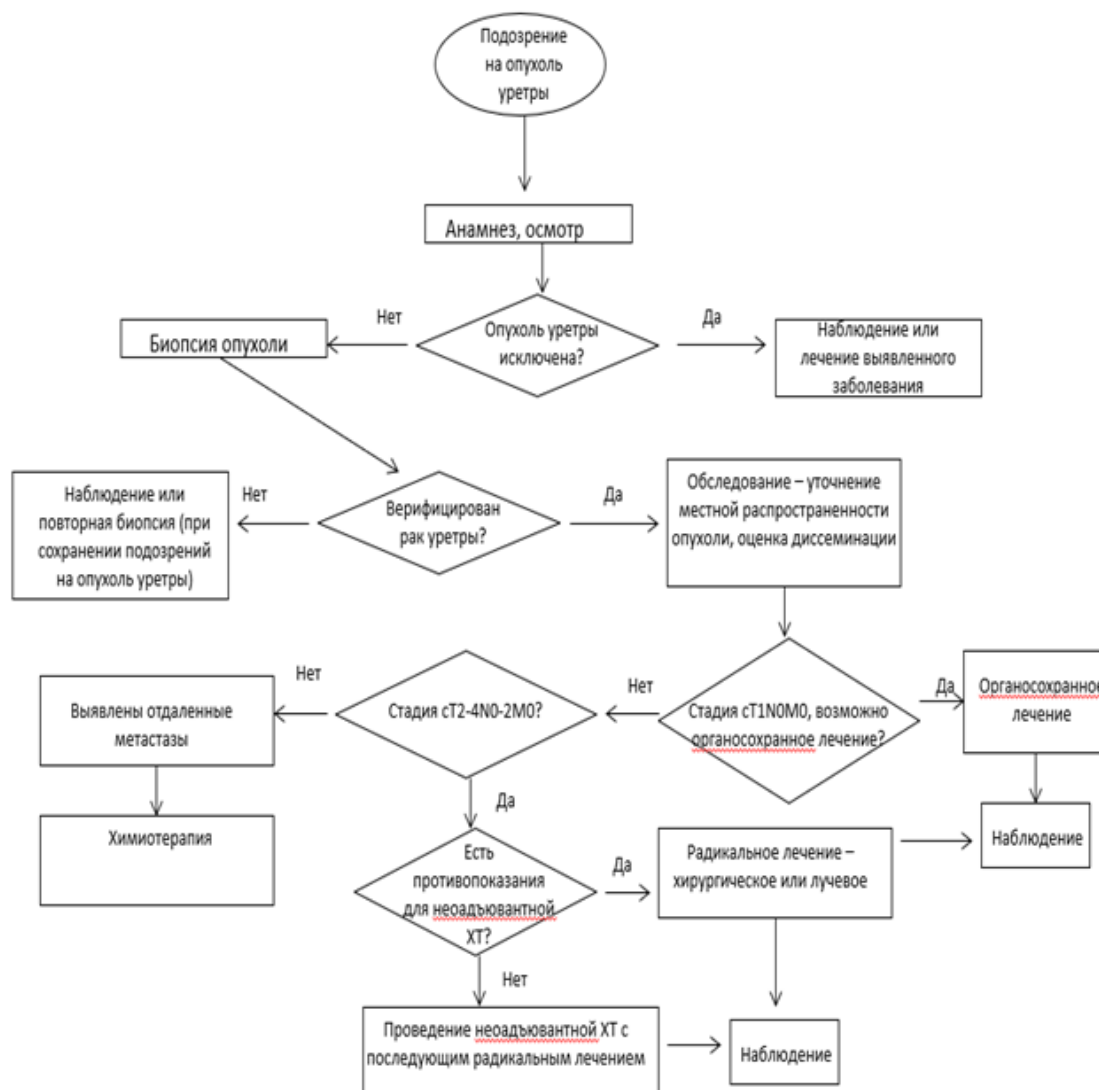 Подозрение
на опухоль
уретры
Анамнез, осмотр
Нет
Да
Биопсия опухоли
Опухоль уретры
исключена?
Наблюдение или
лечение выявленного
заболевания
Наблюдение или
повторная биопсия (при
сохранении подозрений
на опухоль уретры)
Нет
Верифицирован
рак уретры?
Да
Обследование – уточнение
местной распространенности
опухоли, оценка диссеминации
Выявлены отдаленные
метастазы
Нет
Стадия сT2-4N0-2M0?
Нет
Стадия сT1N0M0, возможно
органосохранное лечение?
Да
Органосохранное
лечение
Химиотерапия
Да
Есть
противопоказания
для неоадъювантной
ХТ?
Да
Радикальное лечение –
хирургическое или лучевое
Наблюдение
Нет
Проведение неоадъювантной ХТ с
последующим радикальным лечением
Наблюдение